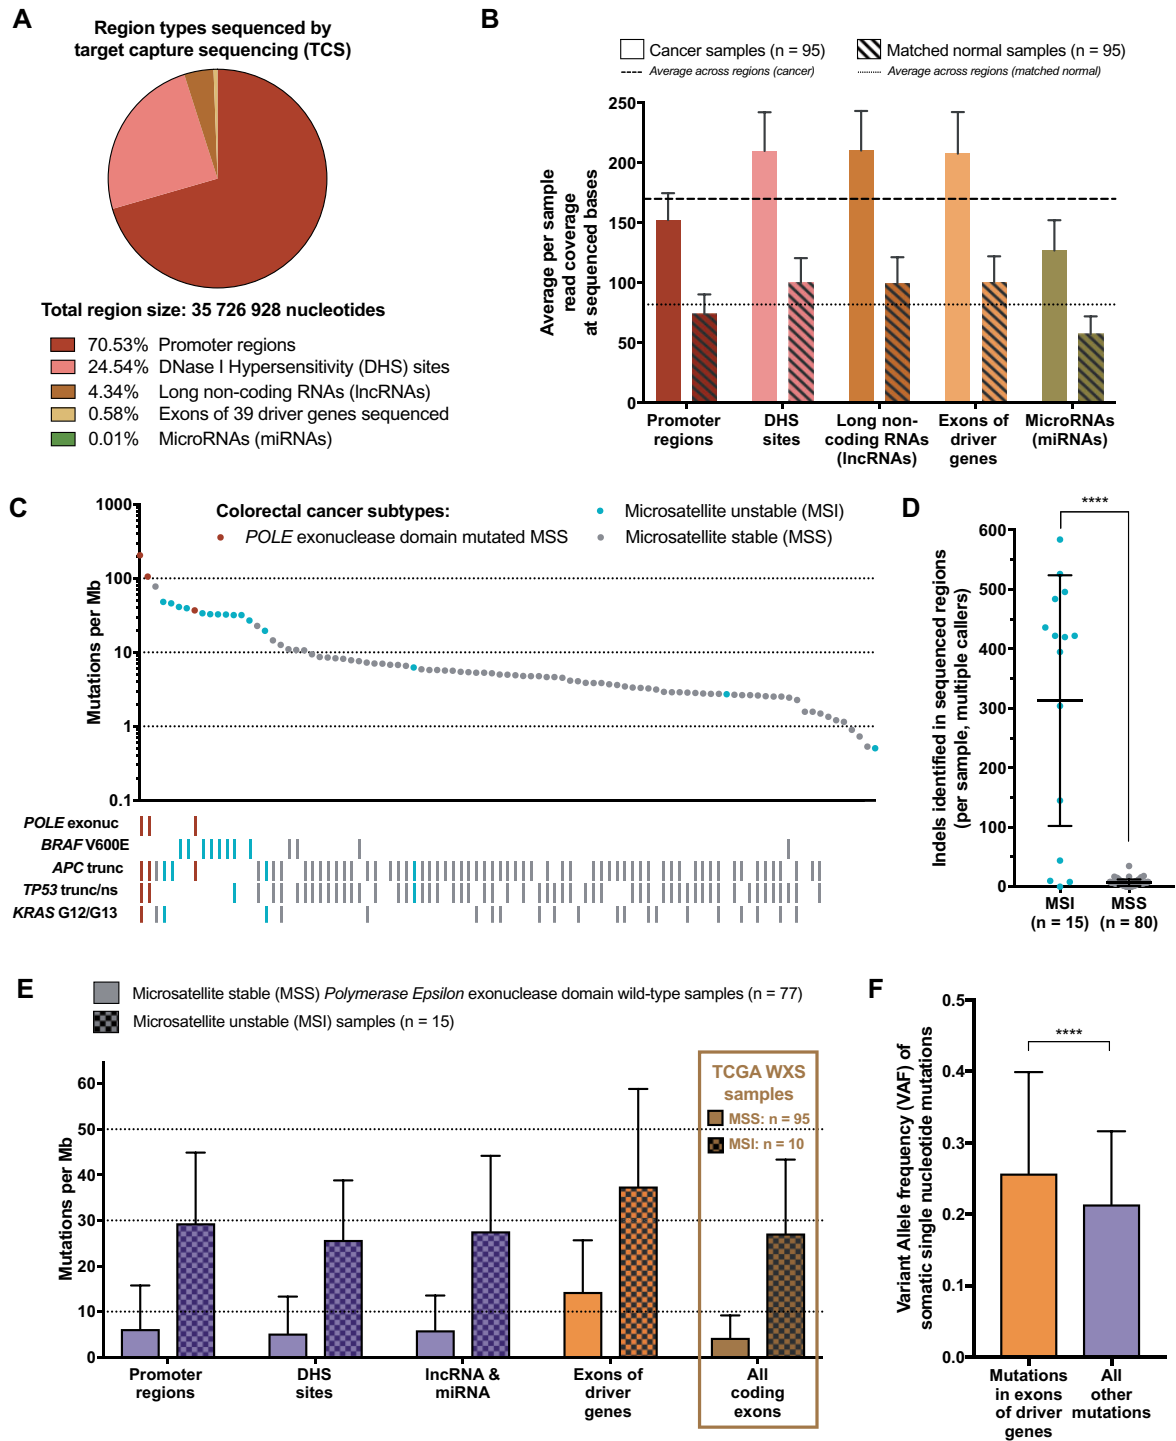 A
Region types sequenced by
target capture sequencing (TCS)
Total region size: 35 726 928 nucleotides
70.53% Promoter regions
24.54% DNase I Hypersensitivity (DHS) sites
4.34% Long non-coding RNAs (lncRNAs)
0.58% Exons of 39 driver genes sequenced
0.01% MicroRNAs (miRNAs)
B
Cancer samples (n = 95)
Matched normal samples (n = 95)
Average across regions (cancer)
Average across regions (matched normal)
Average per sample
read coverage
at sequenced bases
250
200
150
100
50
0
Promoter
regions
DHS
sites
Long non-
coding RNAs
(lncRNAs)
Exons of
driver
genes
MicroRNAs
(miRNAs)
C
Colorectal cancer subtypes:
POLE exonuclease domain mutated MSS
Microsatellite unstable (MSI)
Microsatellite stable (MSS)
Mutations per Mb
1000
100
10
1
0.1
POLE exonuc
BRAF V600E
APC trunc
TP53 trunc/ns
KRAS G12/G13
D
****
Indels identified in sequenced regions
(per sample, multiple callers)
600
500
400
300
200
100
0
MSI
(n = 15)
MSS
(n = 80)
E
Microsatellite stable (MSS) Polymerase Epsilon exonuclease domain wild-type samples (n = 77)
Microsatellite unstable (MSI) samples (n = 15)
Mutations per Mb
60
50
40
30
20
10
0
TCGA WXS
samples
MSS: n = 95
MSI: n = 10
Promoter
regions
DHS
sites
lncRNA &
miRNA
Exons of
driver
genes
All
coding
exons
F
****
Variant Allele frequency (VAF) of
somatic single nucleotide mutations
0.5
0.4
0.3
0.2
0.1
0.0
Mutations
in exons
of driver
genes
All
other
mutations